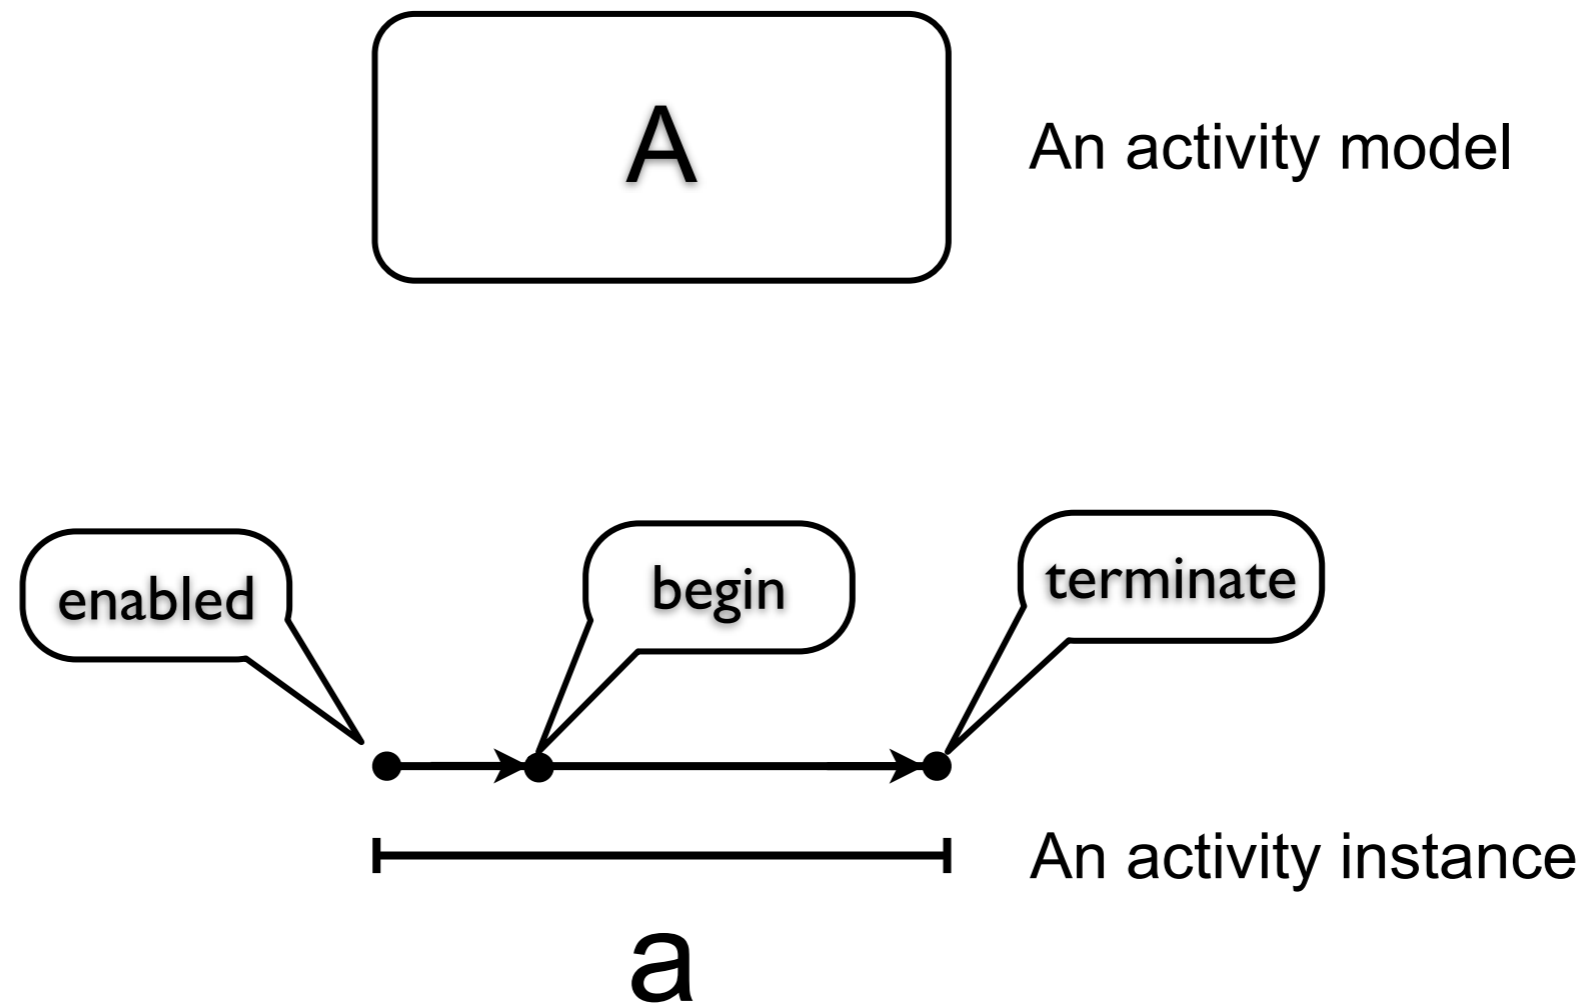 A
An activity model
enabled
begin
terminate
An activity instance
a